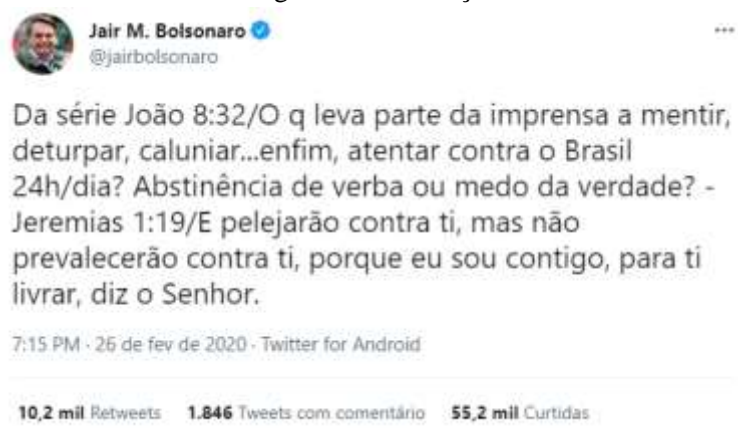 Jair M. Bolsonaro
@jairbolsonaro
Da série João 8:32/O q leva parte da imprensa a mentir,
deturpar, caluniar...enfim, atentar contra o Brasil
24h/dia? Abstinência de verba ou medo da verdade? -
Jeremias 1:19/E pelejarão contra ti, mas não
prevalecerão contra ti, porque eu sou contigo, para ti
livrar, diz o Senhor.
7:15 PM · 26 de fev de 2020 · Twitter for Android
10,2 mil Retweets 1.846 Tweets com comentário 55,2 mil Curtidas